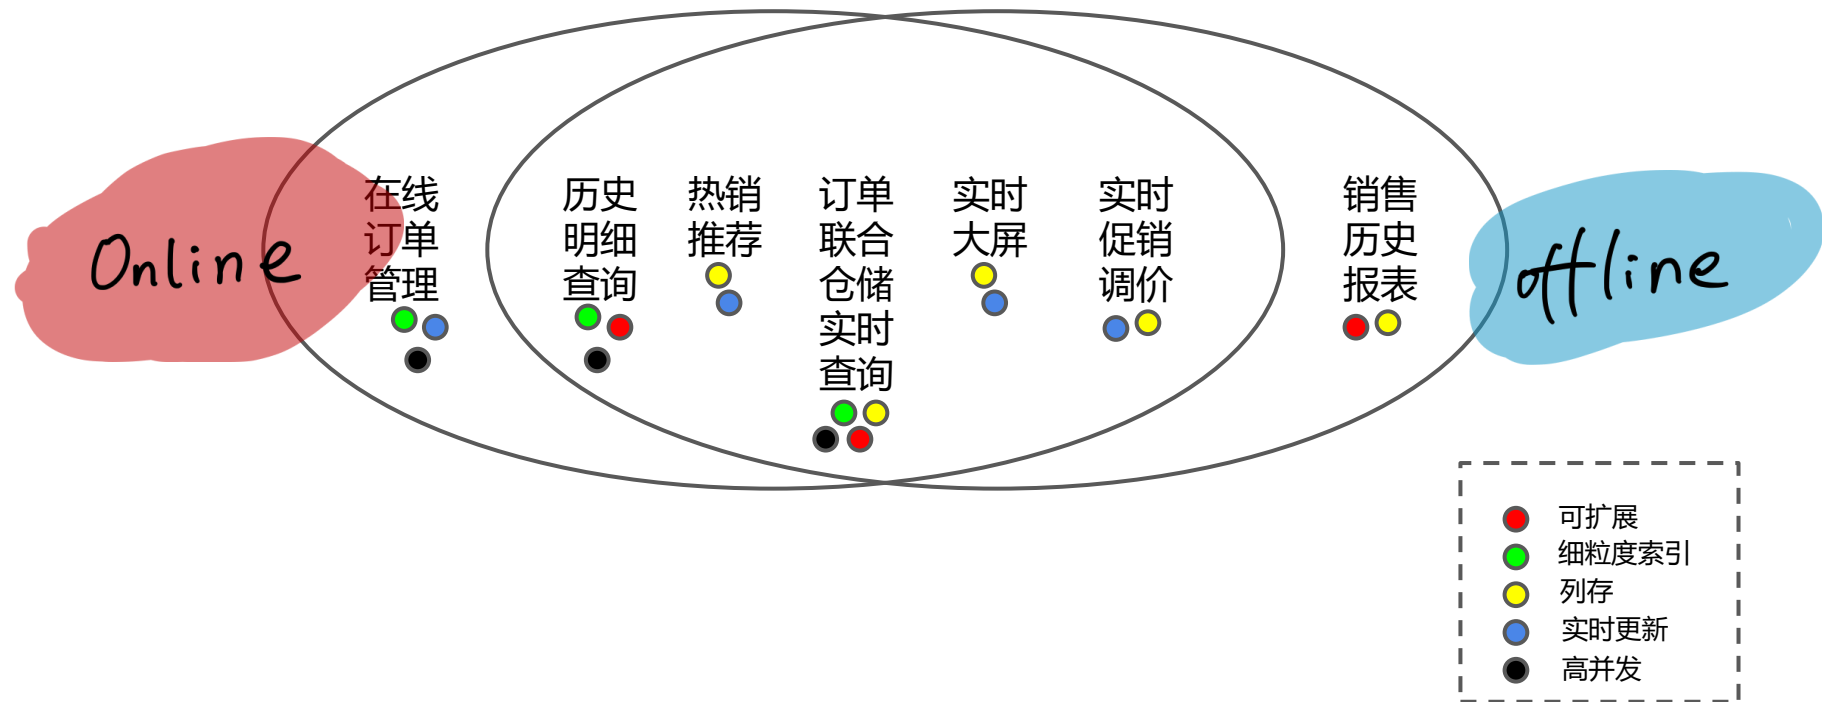 Online
在线
订单
管理
历史
明细
查询
热销
推荐
订单
联合
仓储
实时
查询
实时
大屏
实时
促销
调价
销售
历史
报表
offline
可扩展
细粒度索引
列存
实时更新
高并发